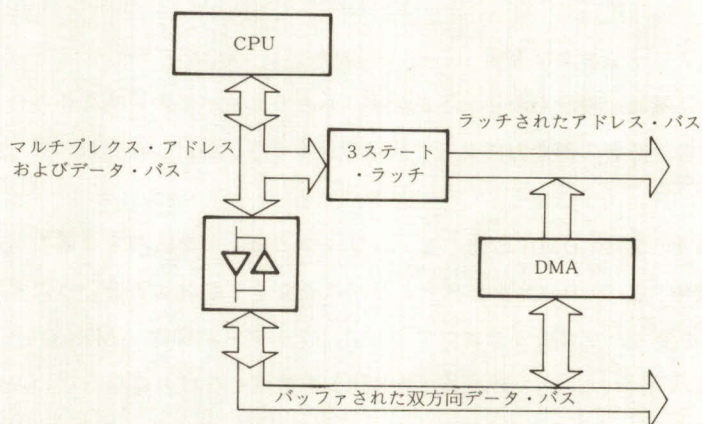 CPU
マルチプレクス・アドレス
およびデータ・バス
3ステート
・ラッチ
ラッチされたアドレス・バス
DMA
バッファされた双方向データ・バス